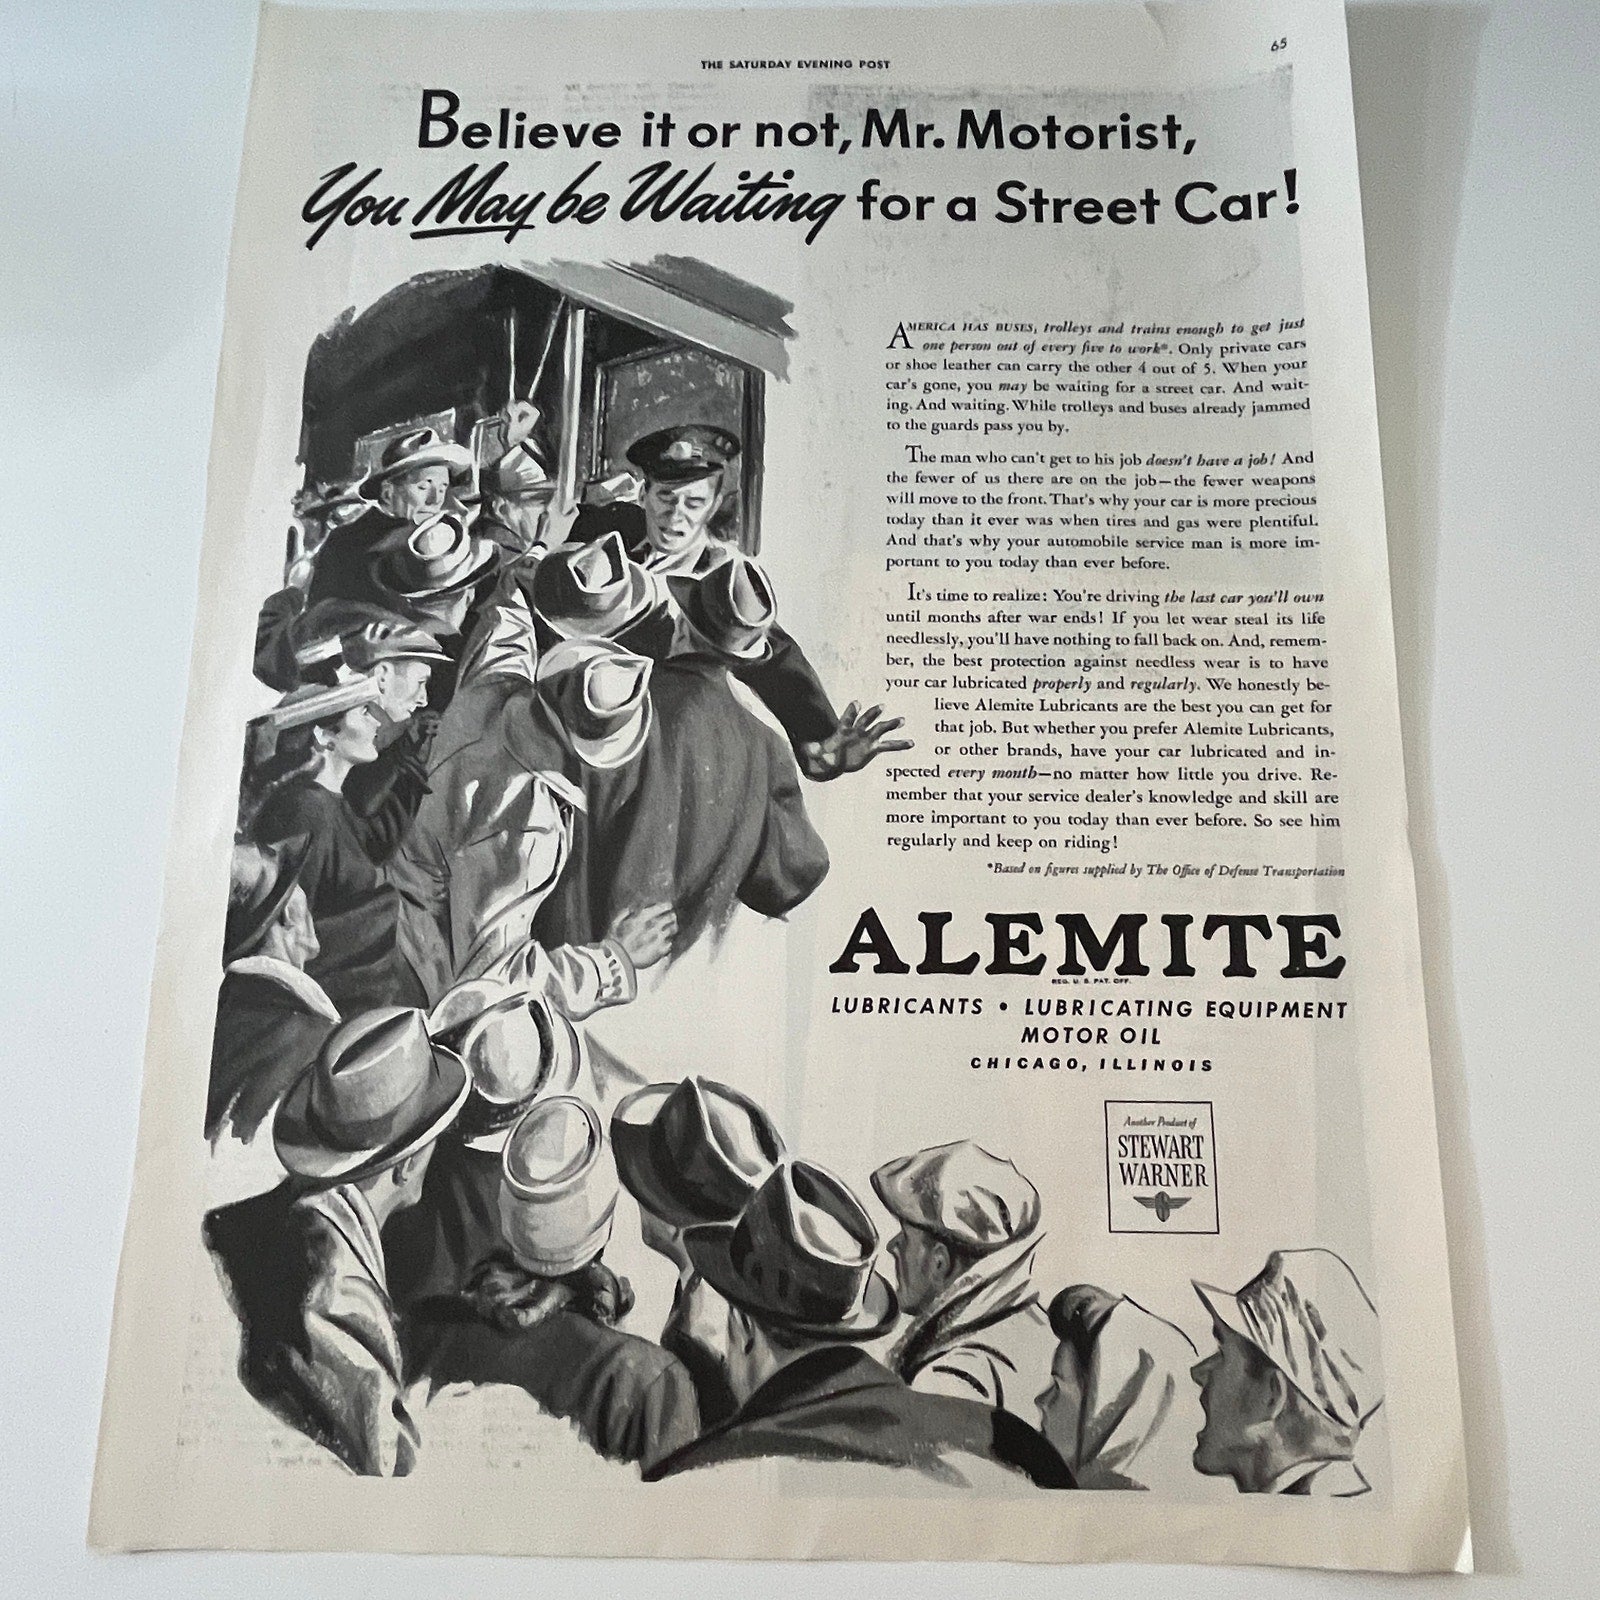 THE SATURDAY EVENING POST
65
Believe it or not, Mr. Motorist,
You May be Waiting for a Street Car!
AMERICA HAS BUSES, trolleys and trains enough to get just
one person out of every five to work*. Only private cars
or shoe leather can carry the other 4 out of 5. When your
car's gone, you may be waiting for a street car. And wait-
ing. And waiting. While trolleys and buses already jammed
to the guards pass you by.
The man who can't get to his job doesn't have a job! And
the fewer of us there are on the job—the fewer weapons
will move to the front. That's why your car is more precious
today than it ever was when tires and gas were plentiful.
And that's why your automobile service man is more im-
portant to you today than ever before.
It's time to realize: You're driving the last car you'll own
until months after war ends! If you let wear steal its life
needlessly, you'll have nothing to fall back on. And, remem-
ber, the best protection against needless wear is to have
your car lubricated properly and regularly. We honestly be-
lieve Alemite Lubricants are the best you can get for
that job. But whether you prefer Alemite Lubricants,
or other brands, have your car lubricated and in-
spected every month—no matter how little you drive. Re-
member that your service dealer's knowledge and skill are
more important to you today than ever before. So see him
regularly and keep on riding!
*Based on figures supplied by The Office of Defense Transportation
ALEMITE
REG. U. S. PAT. OFF.
LUBRICANTS • LUBRICATING EQUIPMENT
MOTOR OIL
CHICAGO, ILLINOIS
Another Product of
STEWART
WARNER